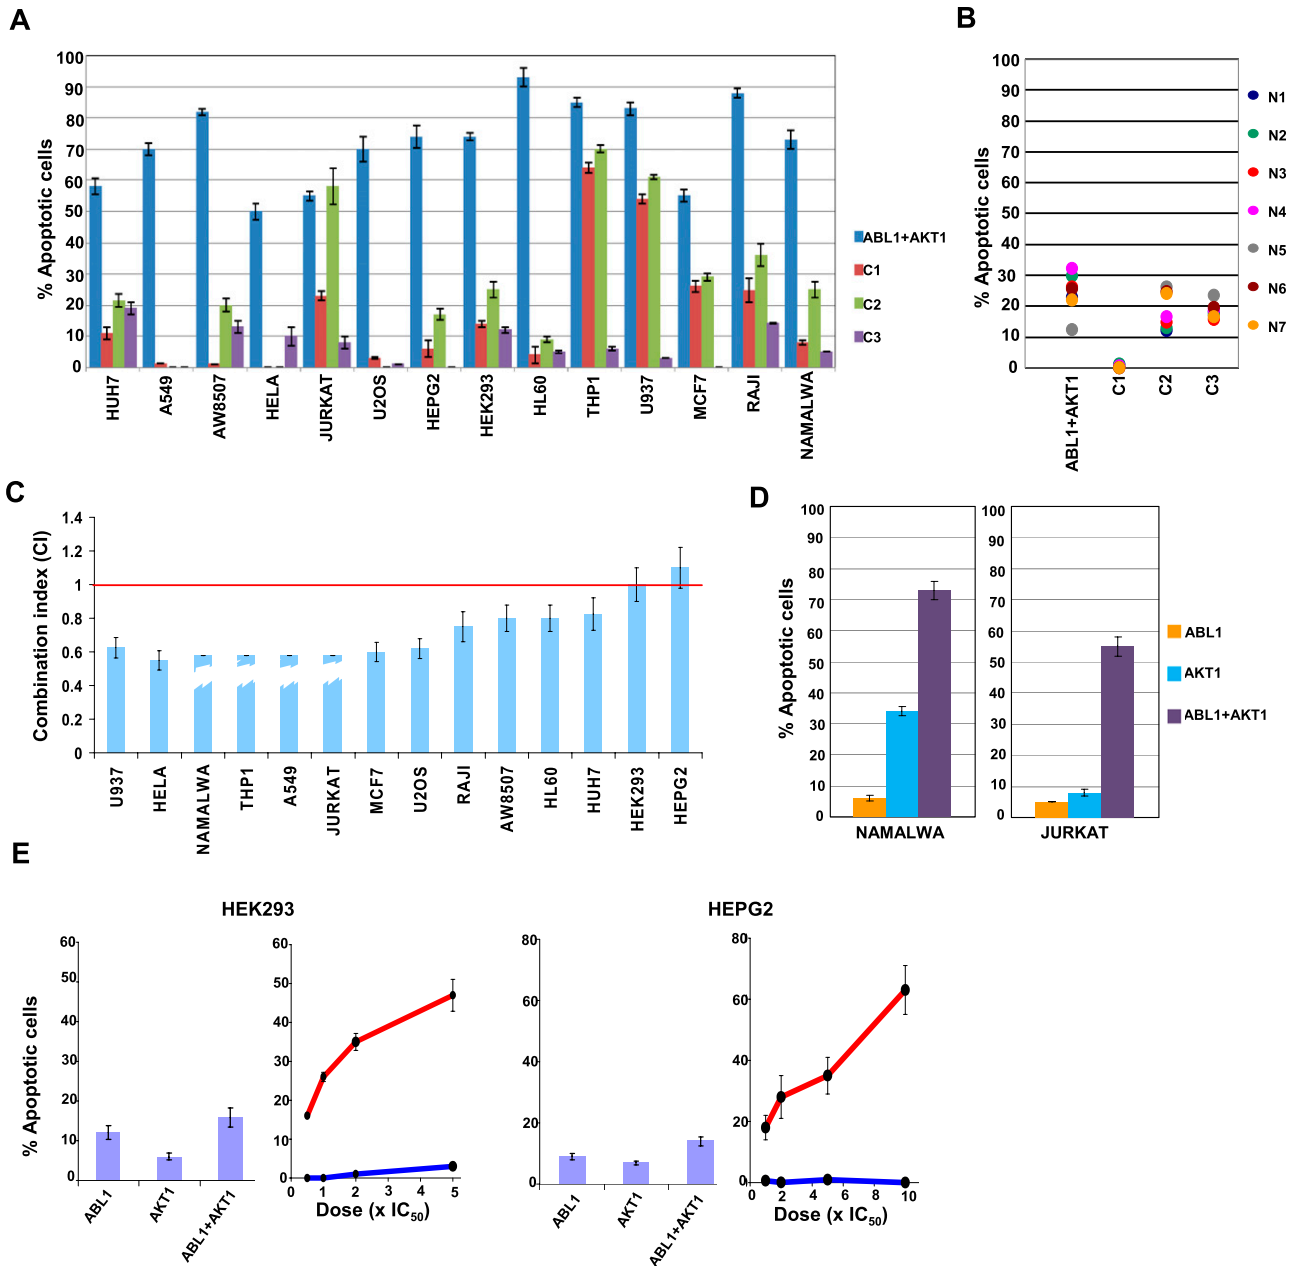 A
% Apoptotic cells
100
90
80
70
60
50
40
30
20
10
0
HUH7
A549
AW8507
HELA
JURKAT
U2OS
HEPG2
HEK293
HL60
THP1
U937
MCF7
RAJI
NAMALWA
ABL1+AKT1
C1
C2
C3
B
% Apoptotic cells
100
90
80
70
60
50
40
30
20
10
0
ABL1+AKT1
C1
C2
C3
N1
N2
N3
N4
N5
N6
N7
C
Combination index (CI)
1.4
1.2
1
0.8
0.6
0.4
0.2
0
U937
HELA
NAMALWA
THP1
A549
JURKAT
MCF7
U2OS
RAJI
AW8507
HL60
HUH7
HEK293
HEPG2
D
% Apoptotic cells
100
90
80
70
60
50
40
30
20
10
0
NAMALWA
100
90
80
70
60
50
40
30
20
10
0
JURKAT
ABL1
AKT1
ABL1+AKT1
E
HEK293
% Apoptotic cells
60
50
40
30
20
10
0
ABL1
AKT1
ABL1+AKT1
60
50
40
30
20
10
0
0 1 2 3 4 5
Dose (x IC50)
HEPG2
80
60
40
20
0
ABL1
AKT1
ABL1+AKT1
80
60
40
20
0
0 2 4 6 8 10
Dose (x IC50)